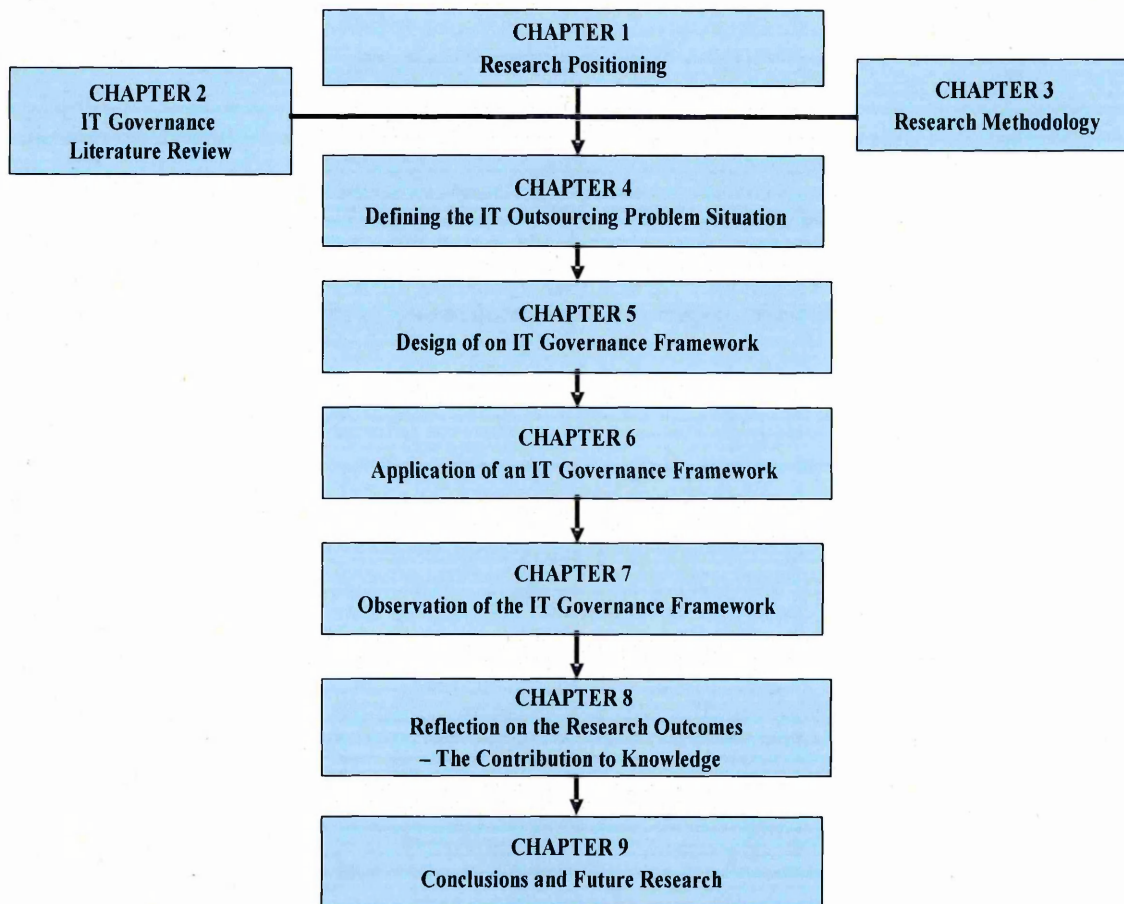 CHAPTER 1
Research Positioning
CHAPTER 2
IT Governance
Literature Review
CHAPTER 3
Research Methodology
CHAPTER 4
Defining the IT Outsourcing Problem Situation
CHAPTER 5
Design of on IT Governance Framework
CHAPTER 6
Application of an IT Governance Framework
CHAPTER 7
Observation of the IT Governance Framework
CHAPTER 8
Reflection on the Research Outcomes
– The Contribution to Knowledge
CHAPTER 9
Conclusions and Future Research